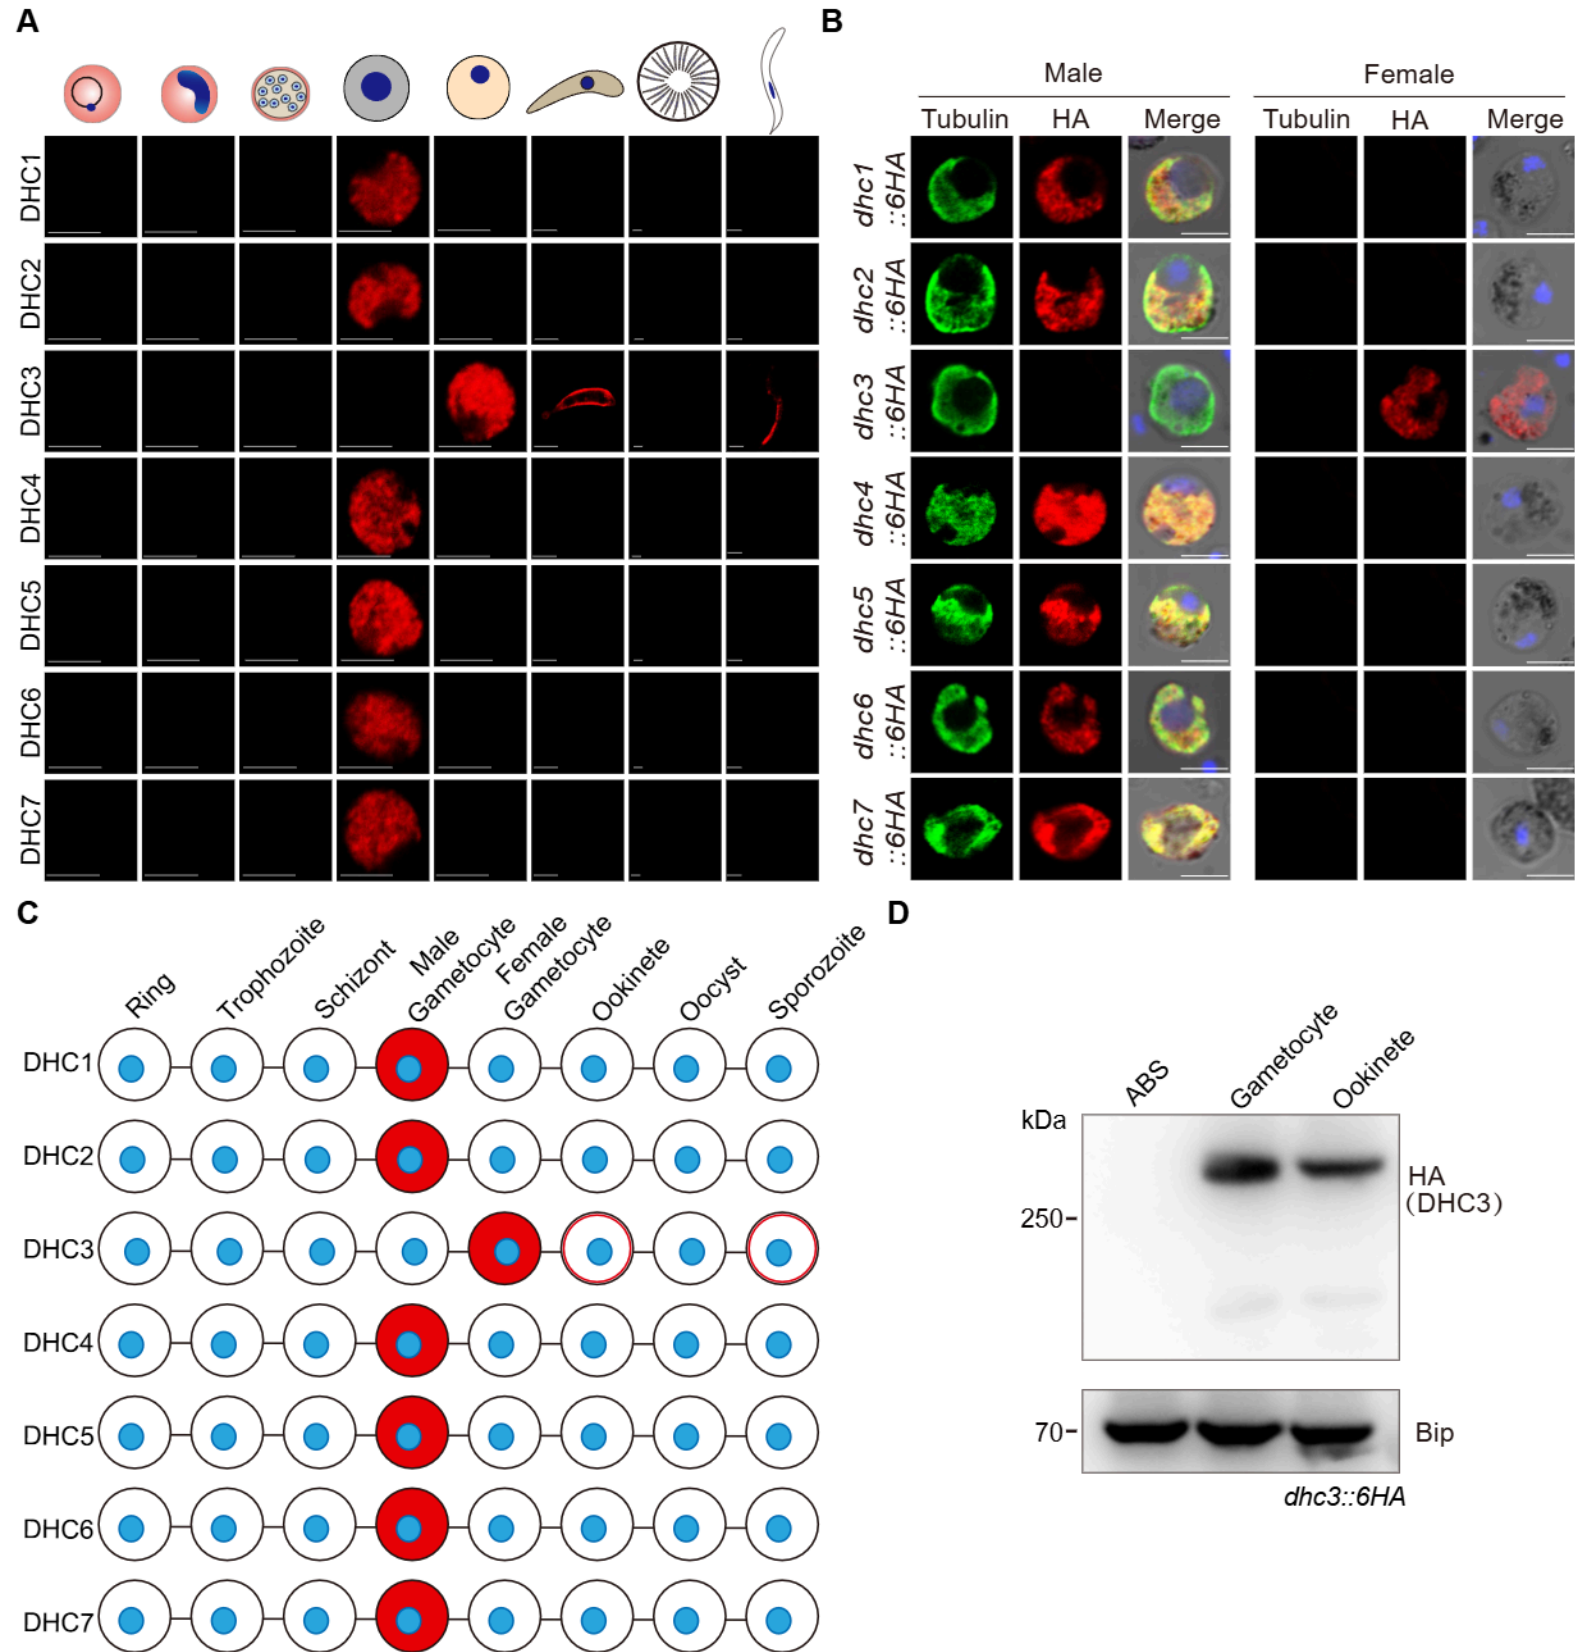 A
DHC1
DHC2
DHC3
DHC4
DHC5
DHC6
DHC7
B
Male Female
Tubulin HA Merge Tubulin HA Merge
dhc1
::6HA
dhc2
::6HA
dhc3
::6HA
dhc4
::6HA
dhc5
::6HA
dhc6
::6HA
dhc7
::6HA
C
Ring
Trophozoite
Schizont
Male
Gametocyte
Female
Gametocyte
Ookinete
Oocyst
Sporozoite
DHC1
DHC2
DHC3
DHC4
DHC5
DHC6
DHC7
D
ABS
Gametocyte
Ookinete
kDa
HA
(DHC3)
250
70
Bip
dhc3::6HA